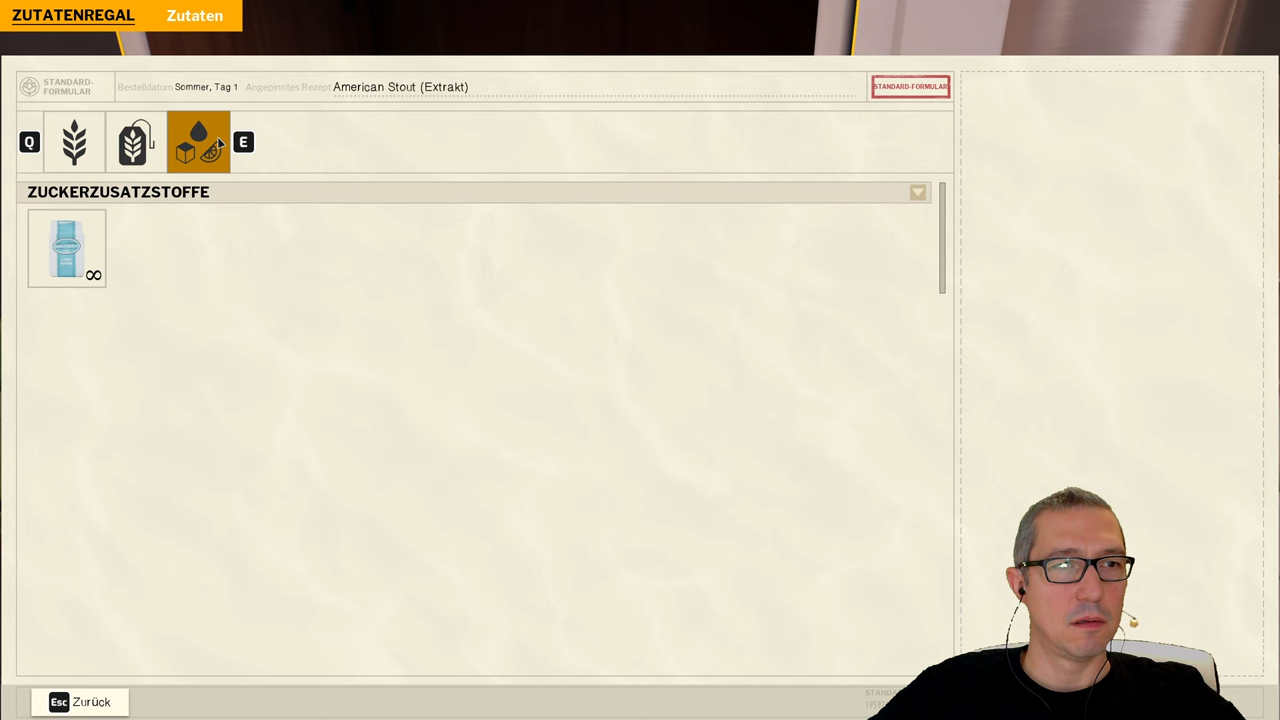 ZUTATENREGAL Zutaten
STANDARD-
FORMULAR
Bestelldatum Sommer, Tag 1 Angepinntes Rezept American Stout (Extrakt)
STANDARD-FORMULAR
Q E
ZUCKERZUSATZSTOFFE
∞
Esc Zurück